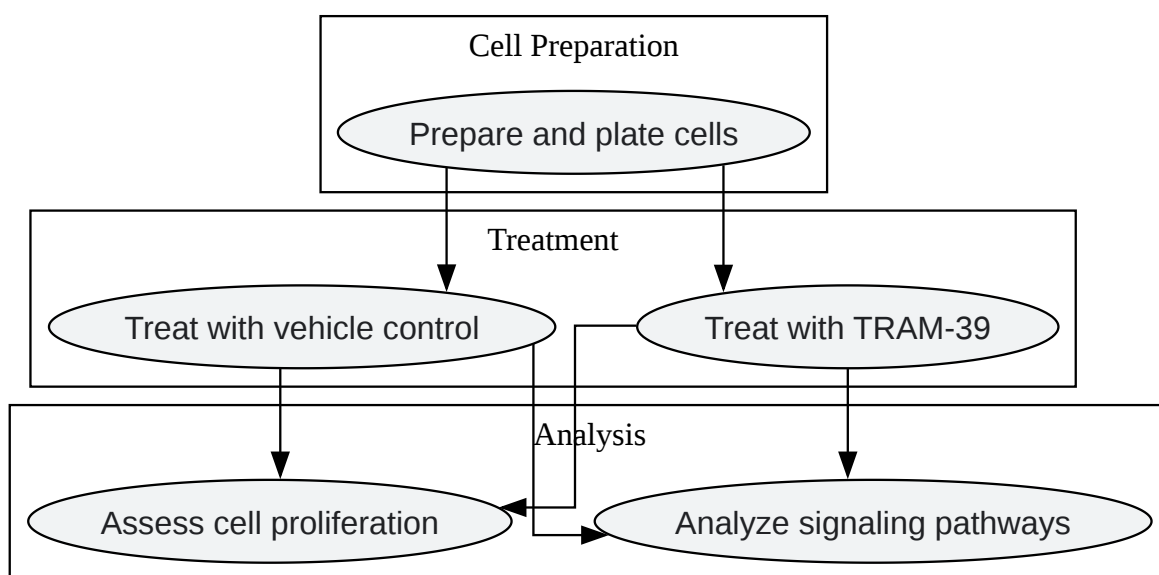 Cell Preparation
Prepare and plate cells
Treatment
Treat with vehicle control
Treat with TRAM-39
Analysis
Assess cell proliferation
Analyze signaling pathways